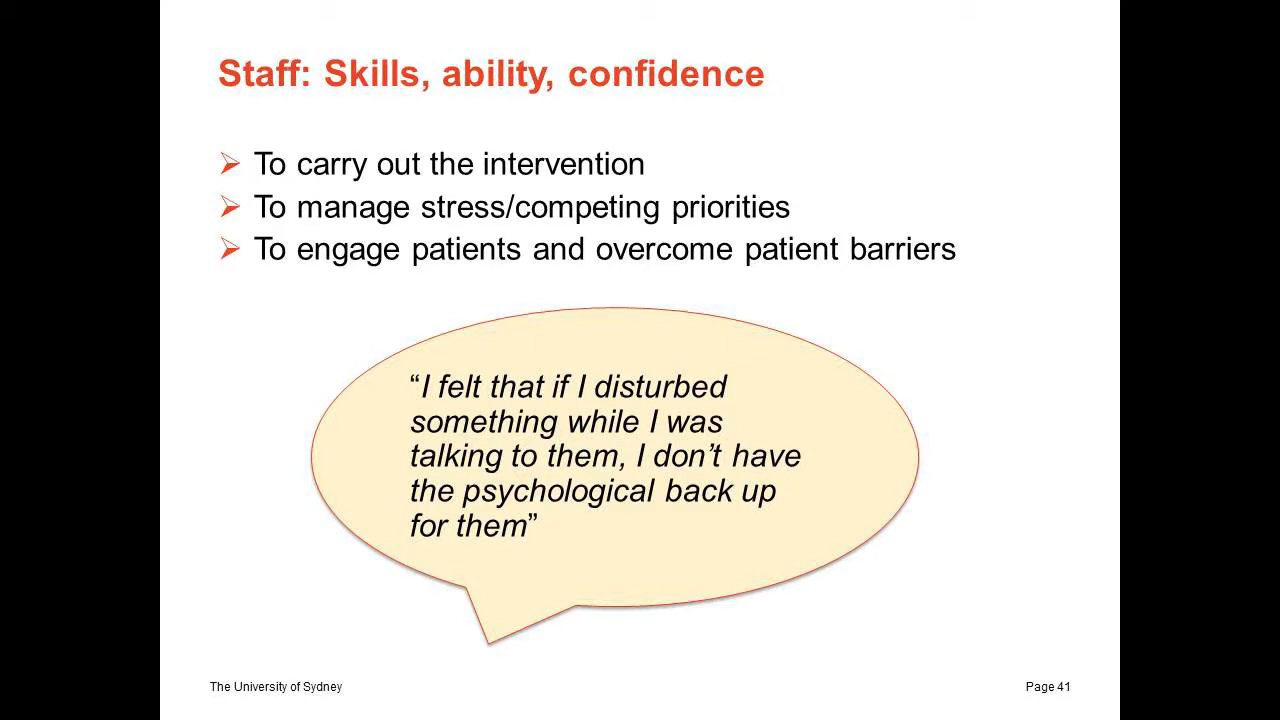 Staff: Skills, ability, confidence
To carry out the intervention
To manage stress/competing priorities
To engage patients and overcome patient barriers
“I felt that if I disturbed
something while I was
talking to them, I don’t have
the psychological back up
for them”
The University of Sydney
Page 41